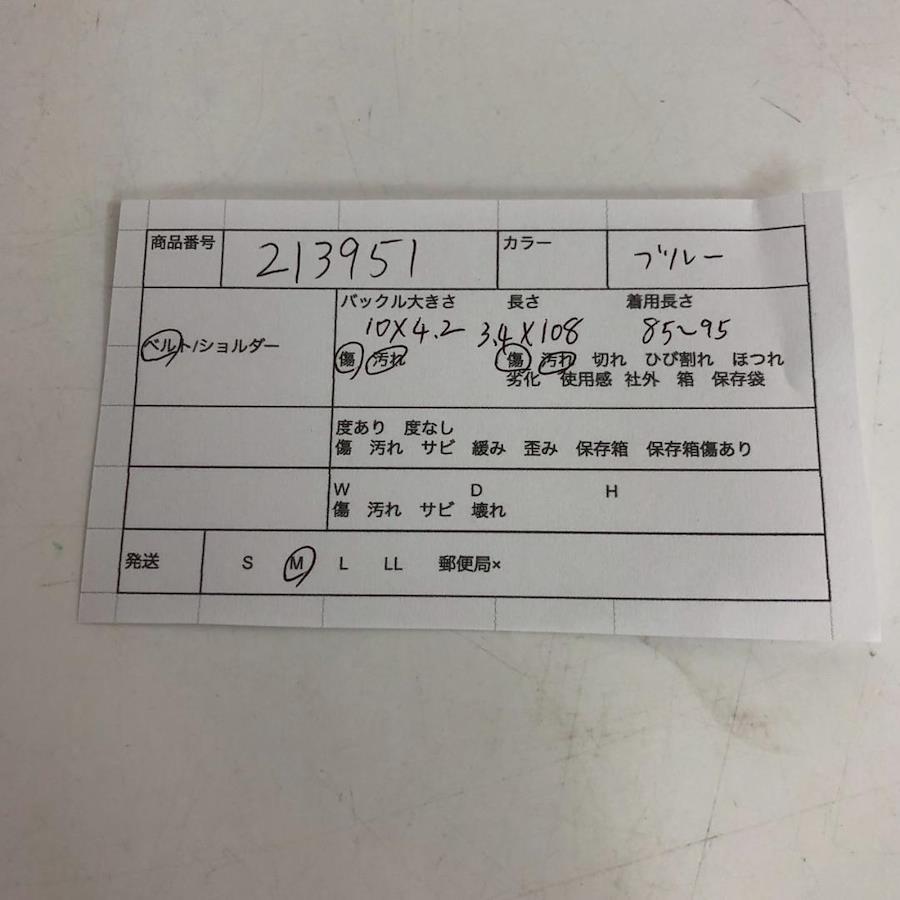 商品番号 213951 カラー ブルー
バックル大きさ 長さ 着用長さ
10×4.2 3.4×108 85~95
ベルト/ショルダー
傷 汚れ 傷 汚れ 切れ ひび割れ ほつれ
劣化 使用感 社外 箱 保存袋
度あり 度なし
傷 汚れ サビ 緩み 歪み 保存箱 保存箱傷あり
W D H
傷 汚れ サビ 壊れ
発送 S M L LL 郵便局×